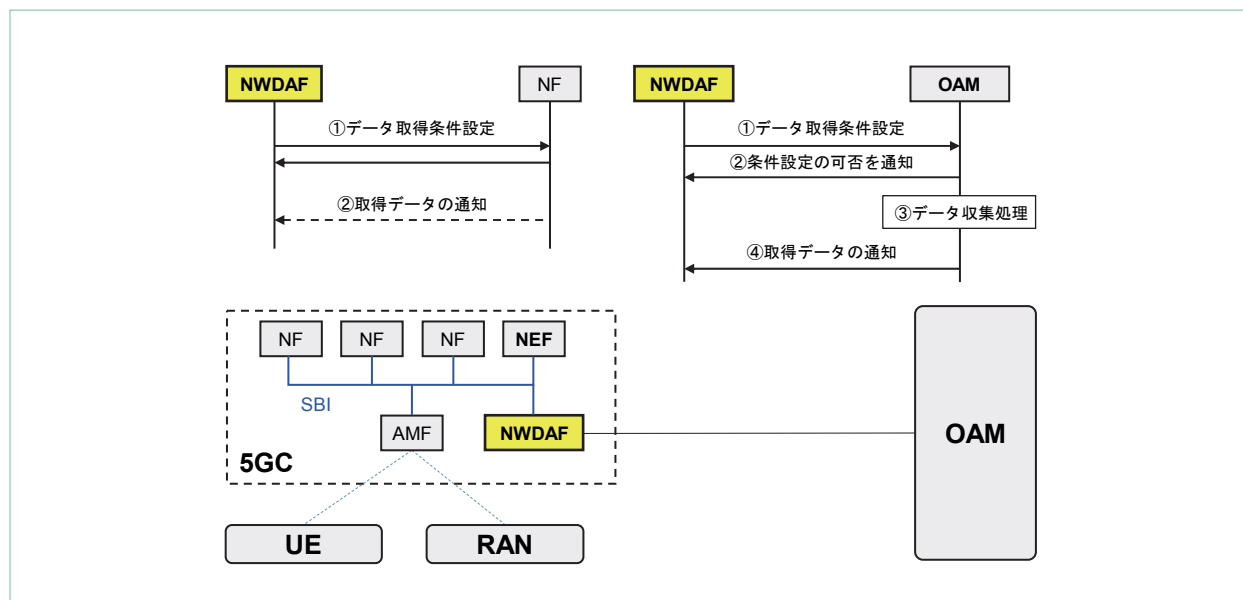 NWDAF
NF
①データ取得条件設定
②取得データの通知
NWDAF
OAM
①データ取得条件設定
②条件設定の可否を通知
③データ収集処理
④取得データの通知
NF
NF
NF
NEF
SBI
AMF
NWDAF
5GC
OAM
UE
RAN